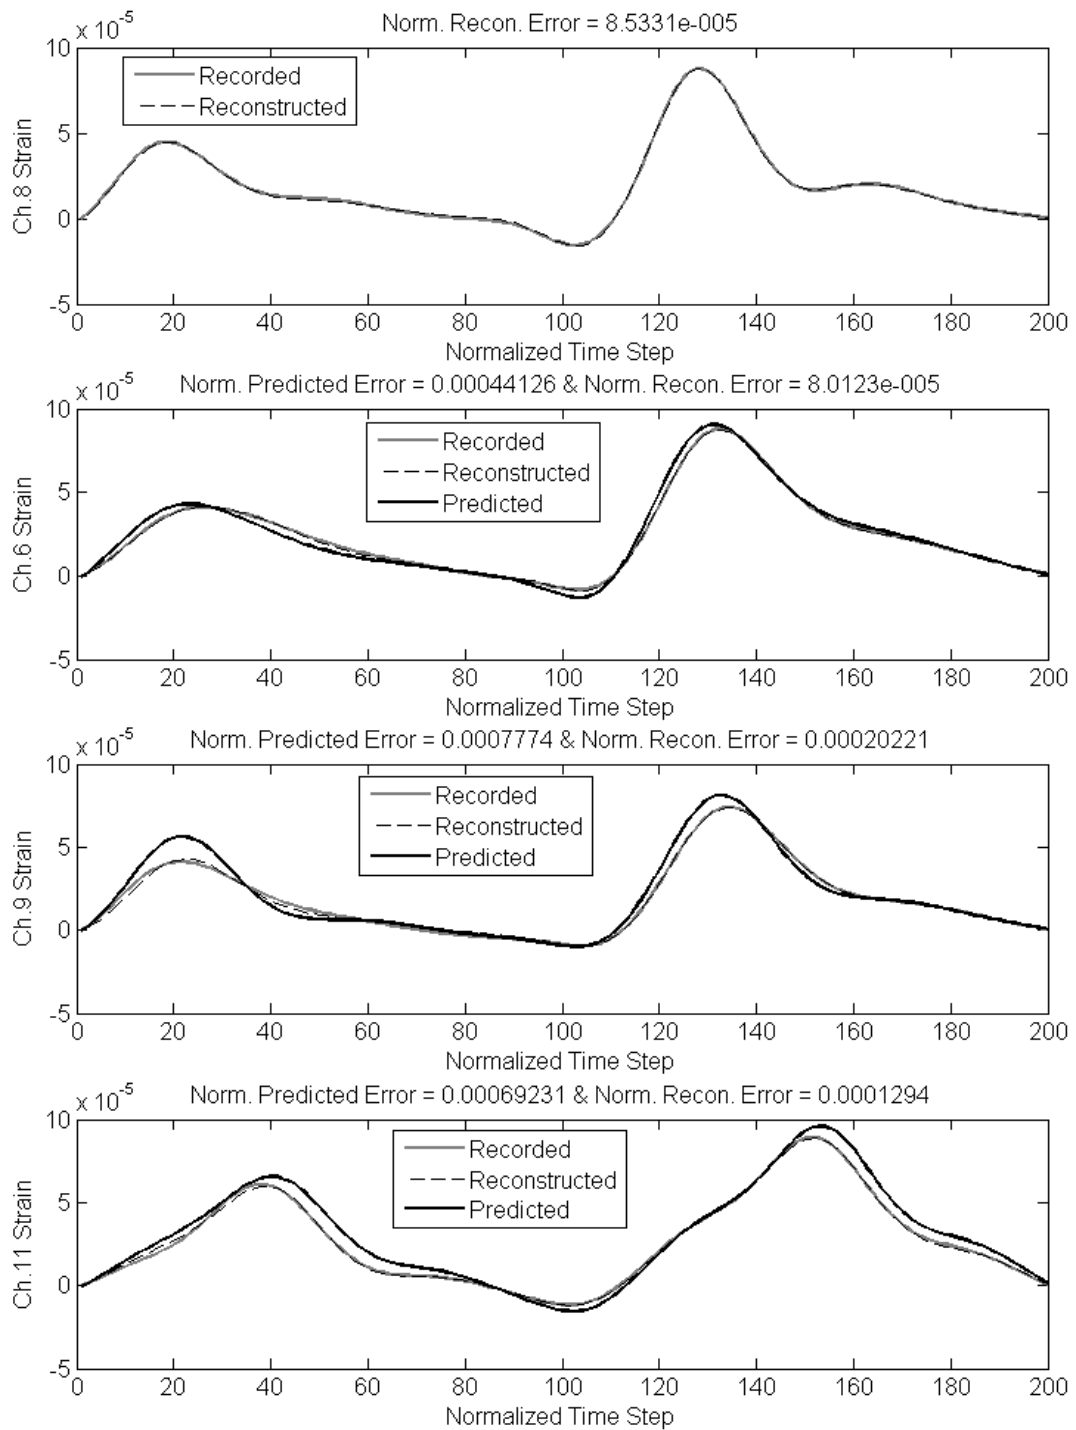 Norm. Recon. Error = 8.5331e-005
x 10^-5
10
5
0
-5
Ch.8 Strain
Recorded
Reconstructed
0 20 40 60 80 100 120 140 160 180 200
Normalized Time Step
Norm. Predicted Error = 0.00044126 & Norm. Recon. Error = 8.0123e-005
x 10^-5
10
5
0
-5
Ch.6 Strain
Recorded
Reconstructed
Predicted
0 20 40 60 80 100 120 140 160 180 200
Normalized Time Step
Norm. Predicted Error = 0.0007774 & Norm. Recon. Error = 0.00020221
x 10^-5
10
5
0
-5
Ch.9 Strain
Recorded
Reconstructed
Predicted
0 20 40 60 80 100 120 140 160 180 200
Normalized Time Step
Norm. Predicted Error = 0.00069231 & Norm. Recon. Error = 0.0001294
x 10^-5
10
5
0
-5
Ch.11 Strain
Recorded
Reconstructed
Predicted
0 20 40 60 80 100 120 140 160 180 200
Normalized Time Step